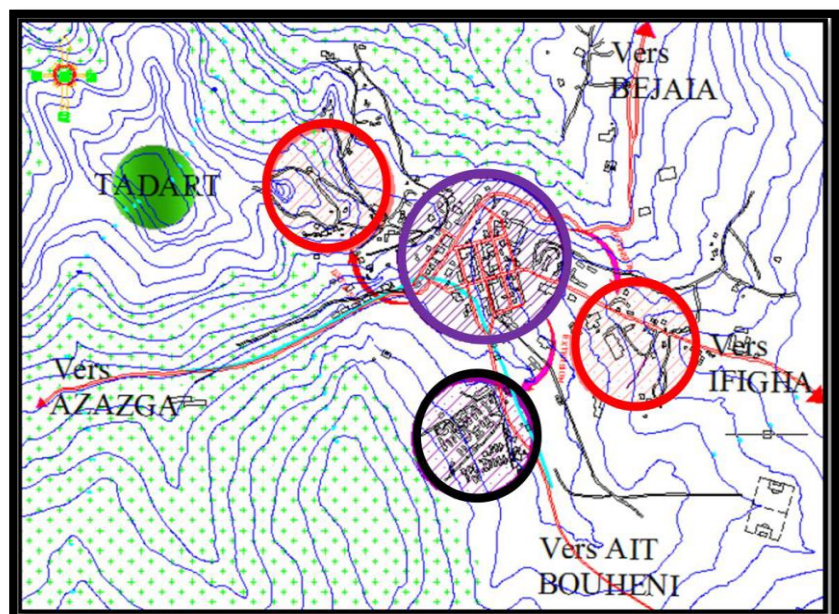 Vers
BEJAIA
TADART
Vers
AZAZGA
Vers
IFIGHA
Vers AIT
BOUHENI